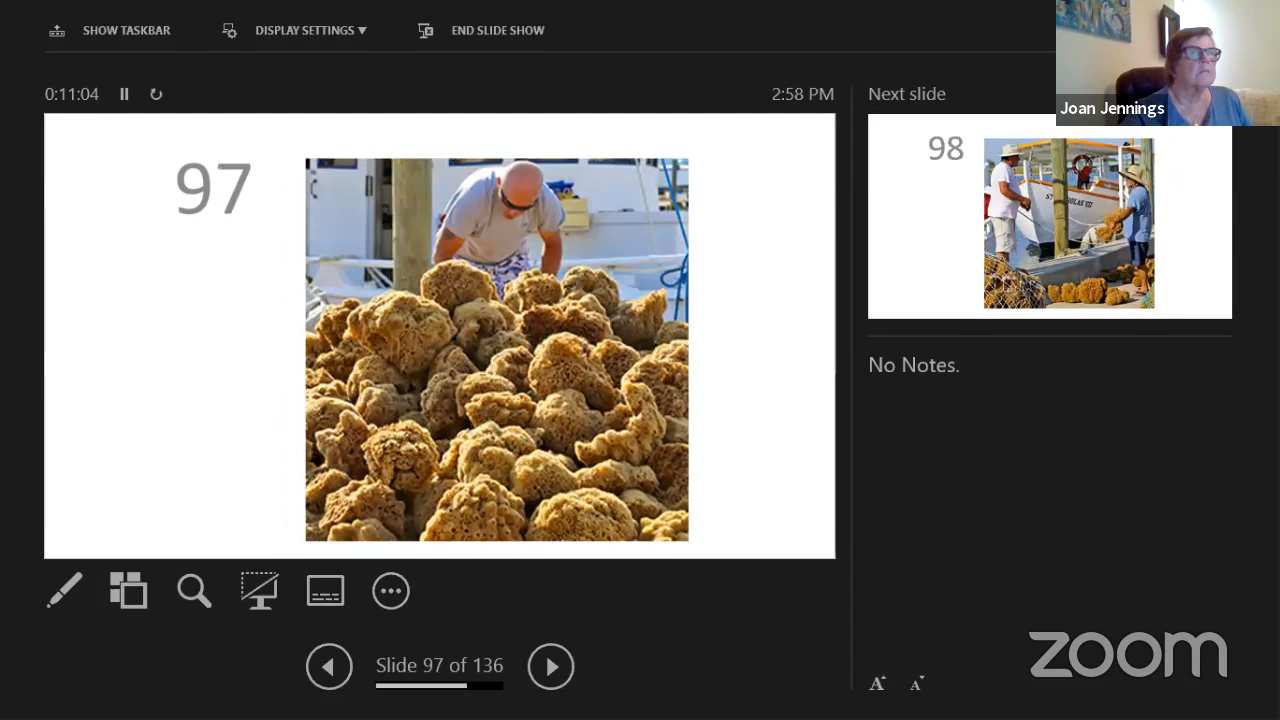 SHOW TASKBAR
DISPLAY SETTINGS ▼
END SLIDE SHOW
Joan Jennings
0:11:04
2:58 PM
Next slide
97
98
No Notes.
Slide 97 of 136
A A
zoom